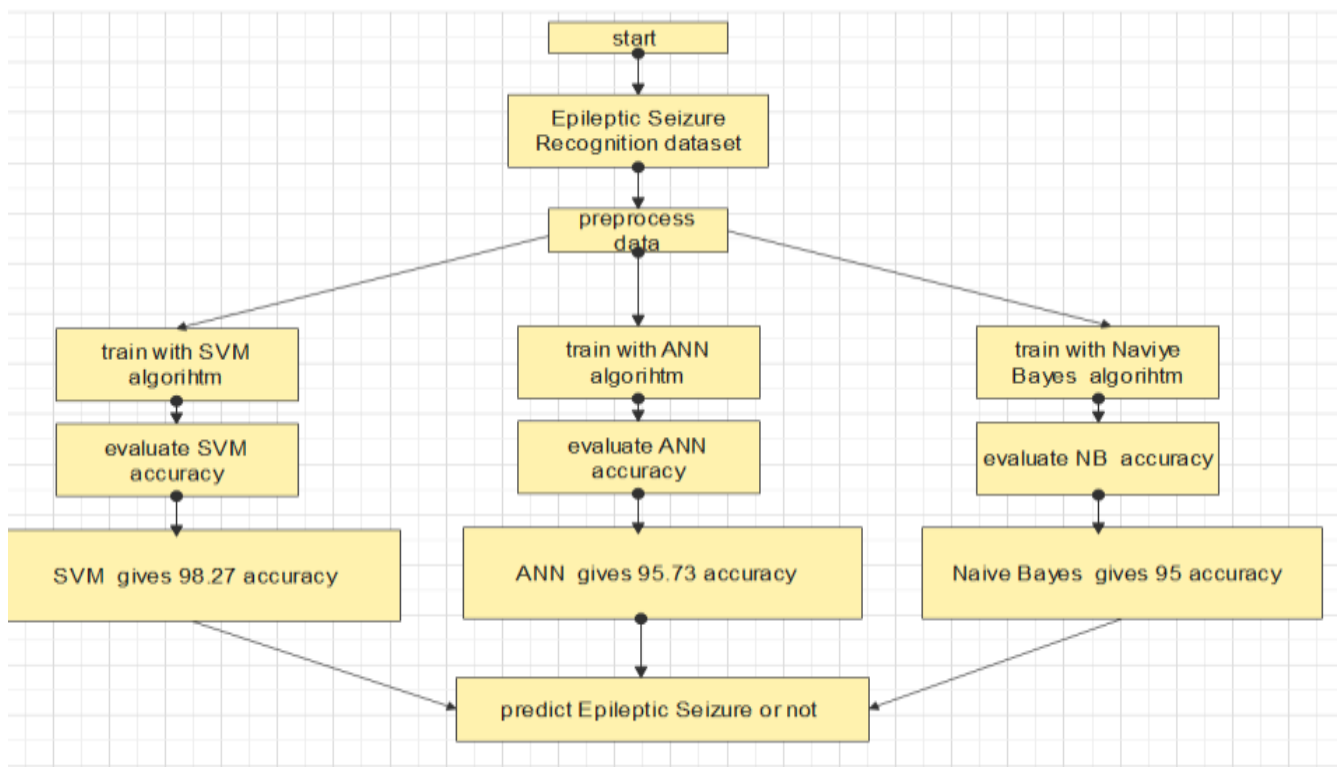 start
Epileptic Seizure
Recognition dataset
preprocess
data
train with SVM
algorihtm
train with ANN
algorihtm
train with Naviye
Bayes algorihtm
evaluate SVM
accuracy
evaluate ANN
accuracy
evaluate NB accuracy
SVM gives 98.27 accuracy
ANN gives 95.73 accuracy
Naive Bayes gives 95 accuracy
predict Epileptic Seizure or not